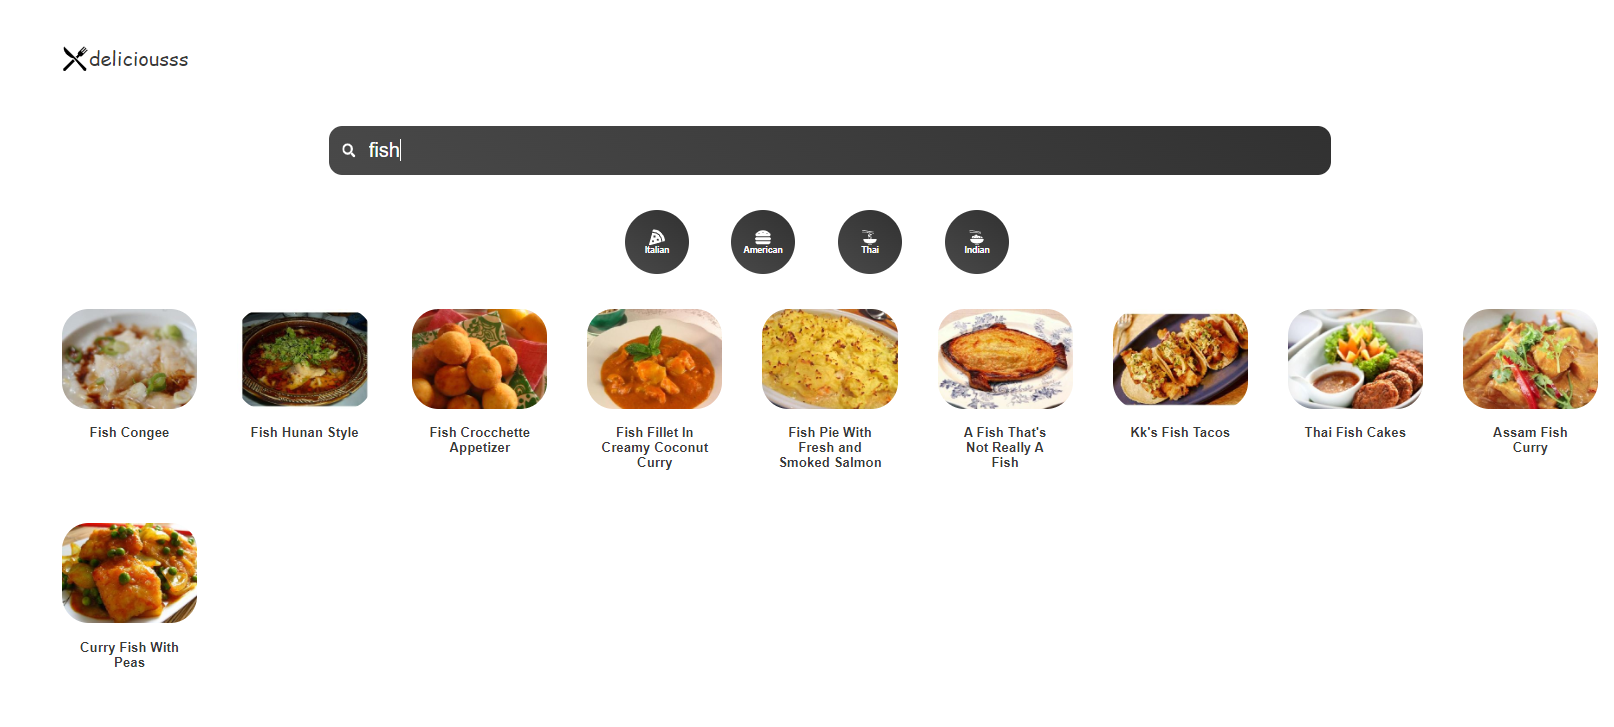 deliciousss
fish
Italian
American
Thai
Indian
Fish Congee
Fish Hunan Style
Fish Crocchette
Appetizer
Fish Fillet In
Creamy Coconut
Curry
Fish Pie With
Fresh and
Smoked Salmon
A Fish That's
Not Really A
Fish
Kk's Fish Tacos
Thai Fish Cakes
Assam Fish
Curry
Curry Fish With
Peas